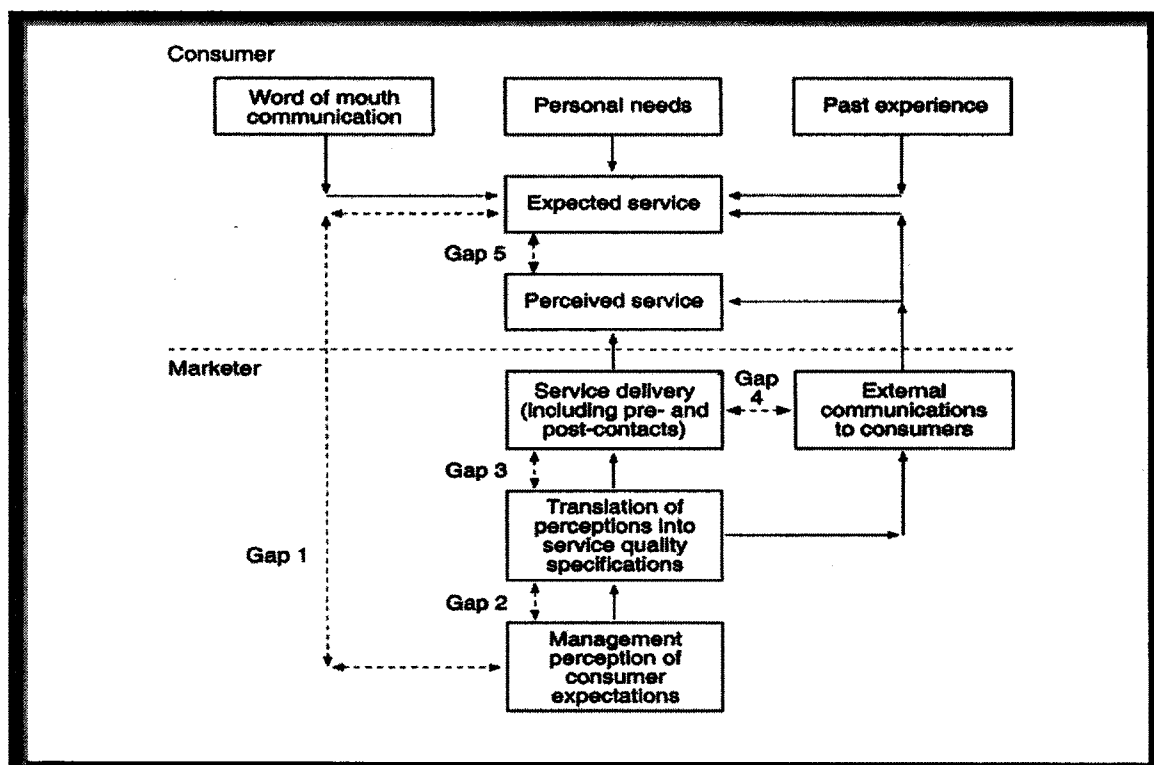 Consumer
Word of mouth
communication
Personal needs
Past experience
Expected service
Gap 5
Perceived service
Marketer
Service delivery
(including pre- and
post-contacts)
Gap
4
External
communications
to consumers
Gap 3
Translation of
perceptions into
service quality
specifications
Gap 1
Gap 2
Management
perception of
consumer
expectations